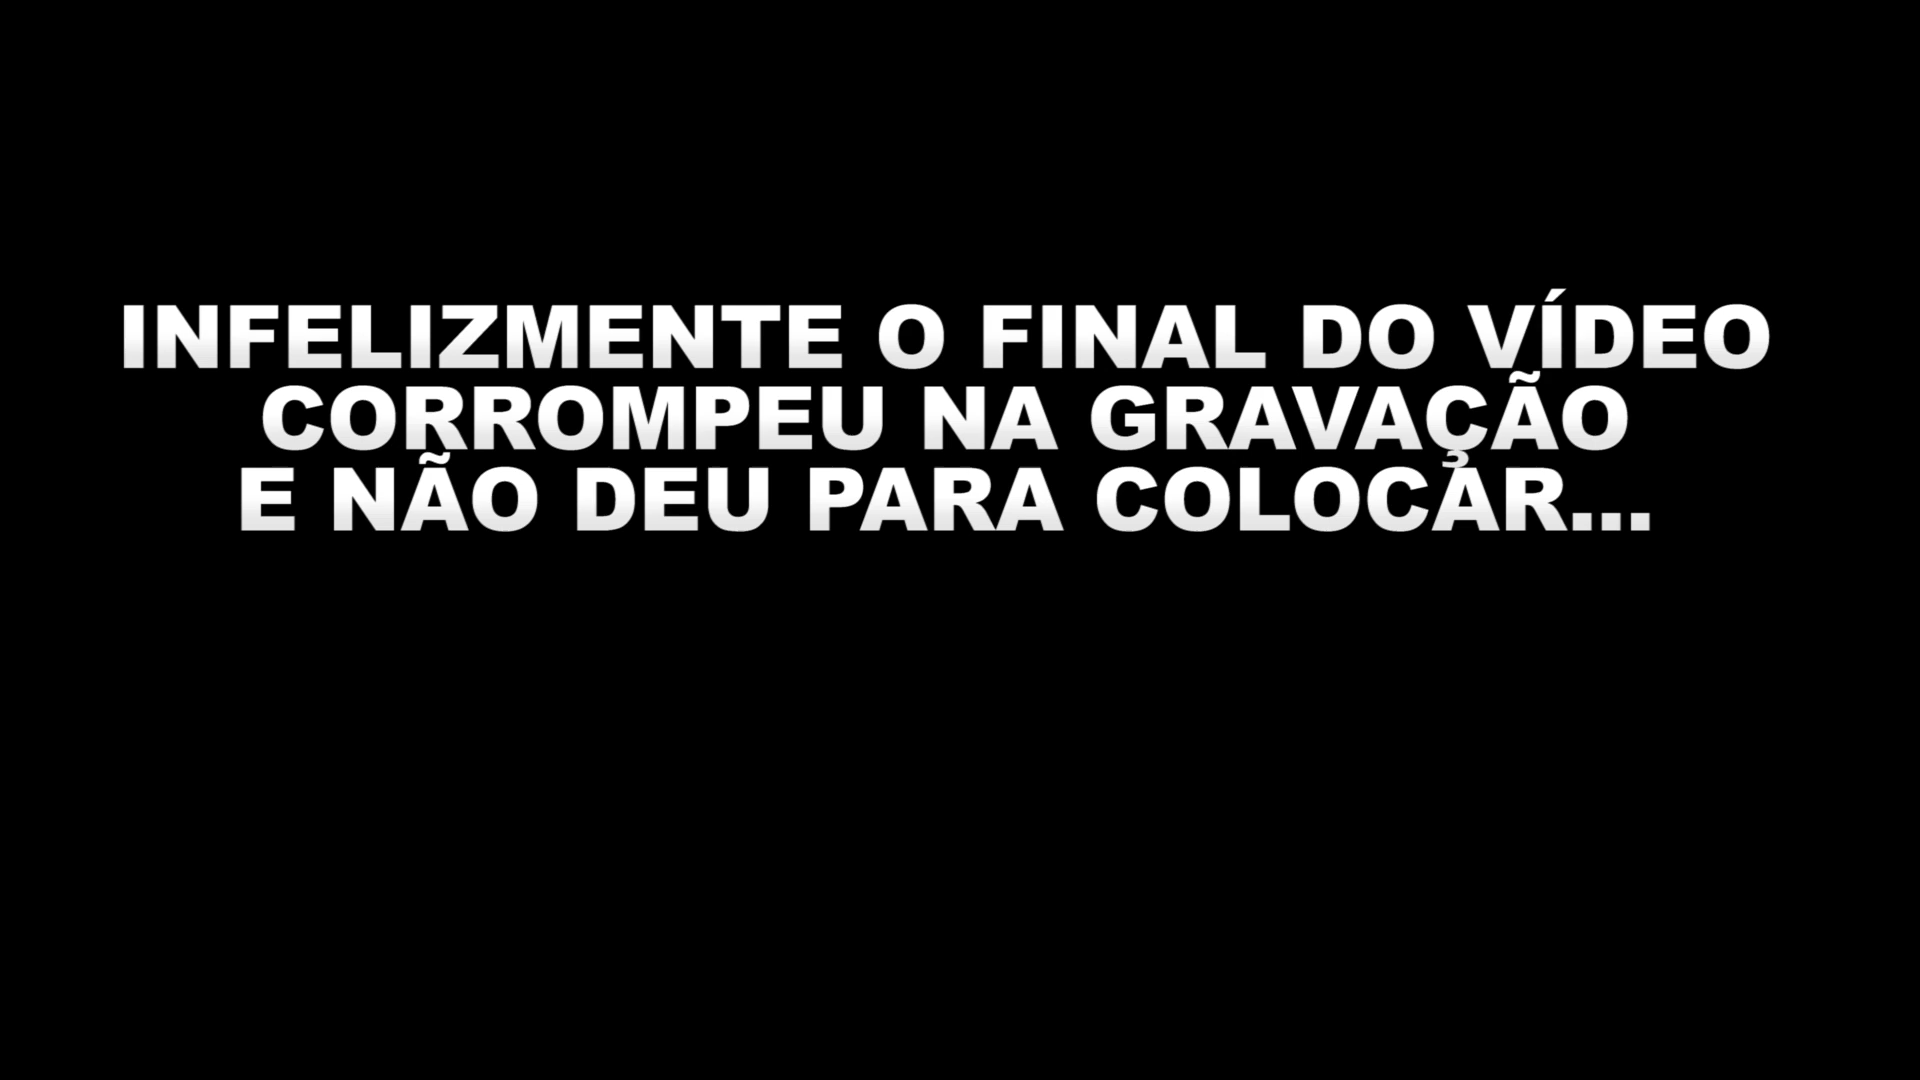 INFELIZMENTE O FINAL DO VÍDEO
CORROMPEU NA GRAVAÇÃO
E NÃO DEU PARA COLOCAR...